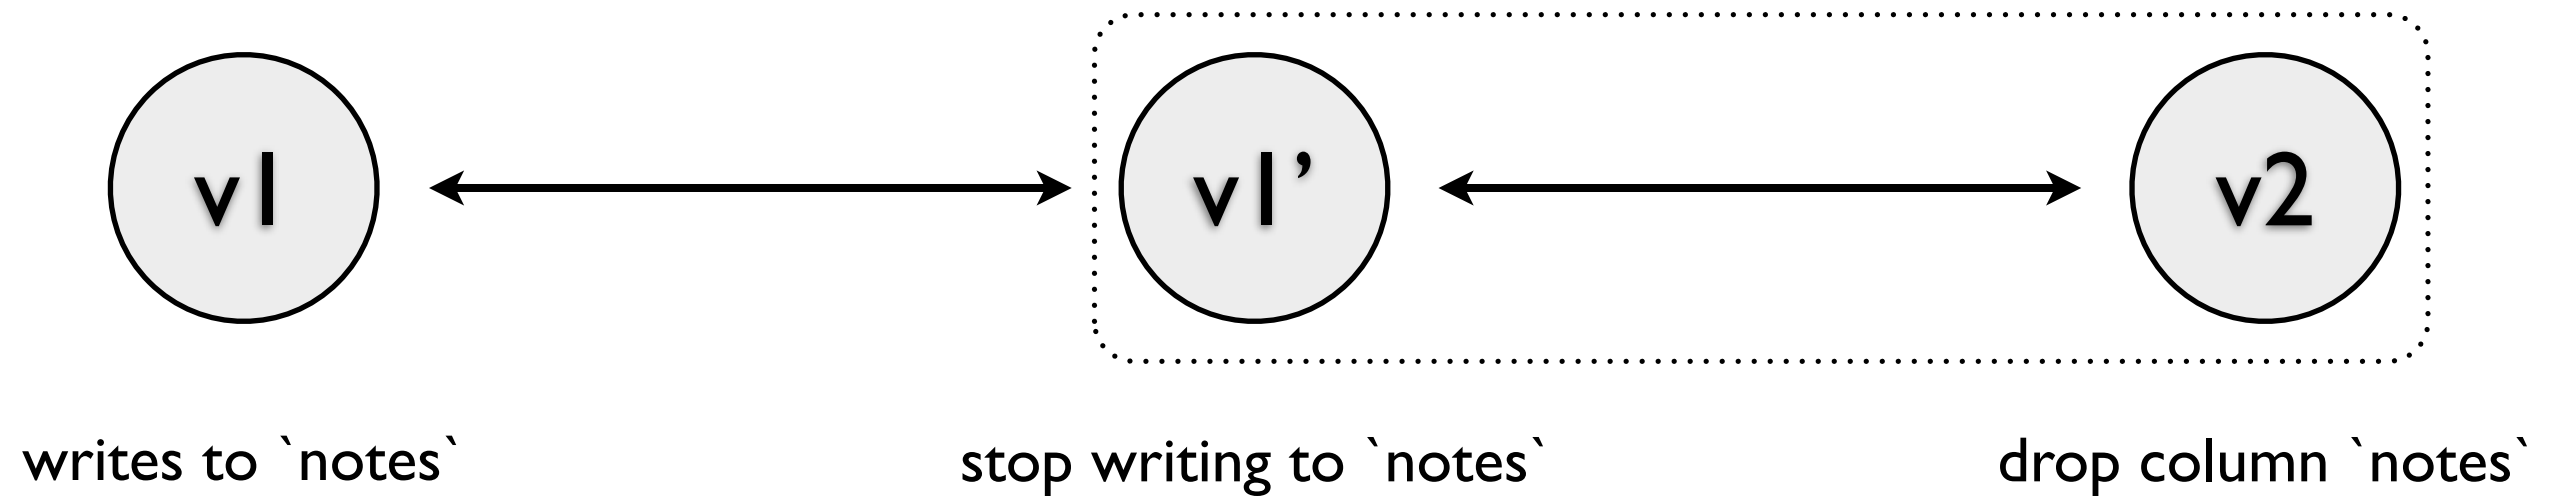 v1
v1’
v2
writes to `notes`
stop writing to `notes`
drop column `notes`